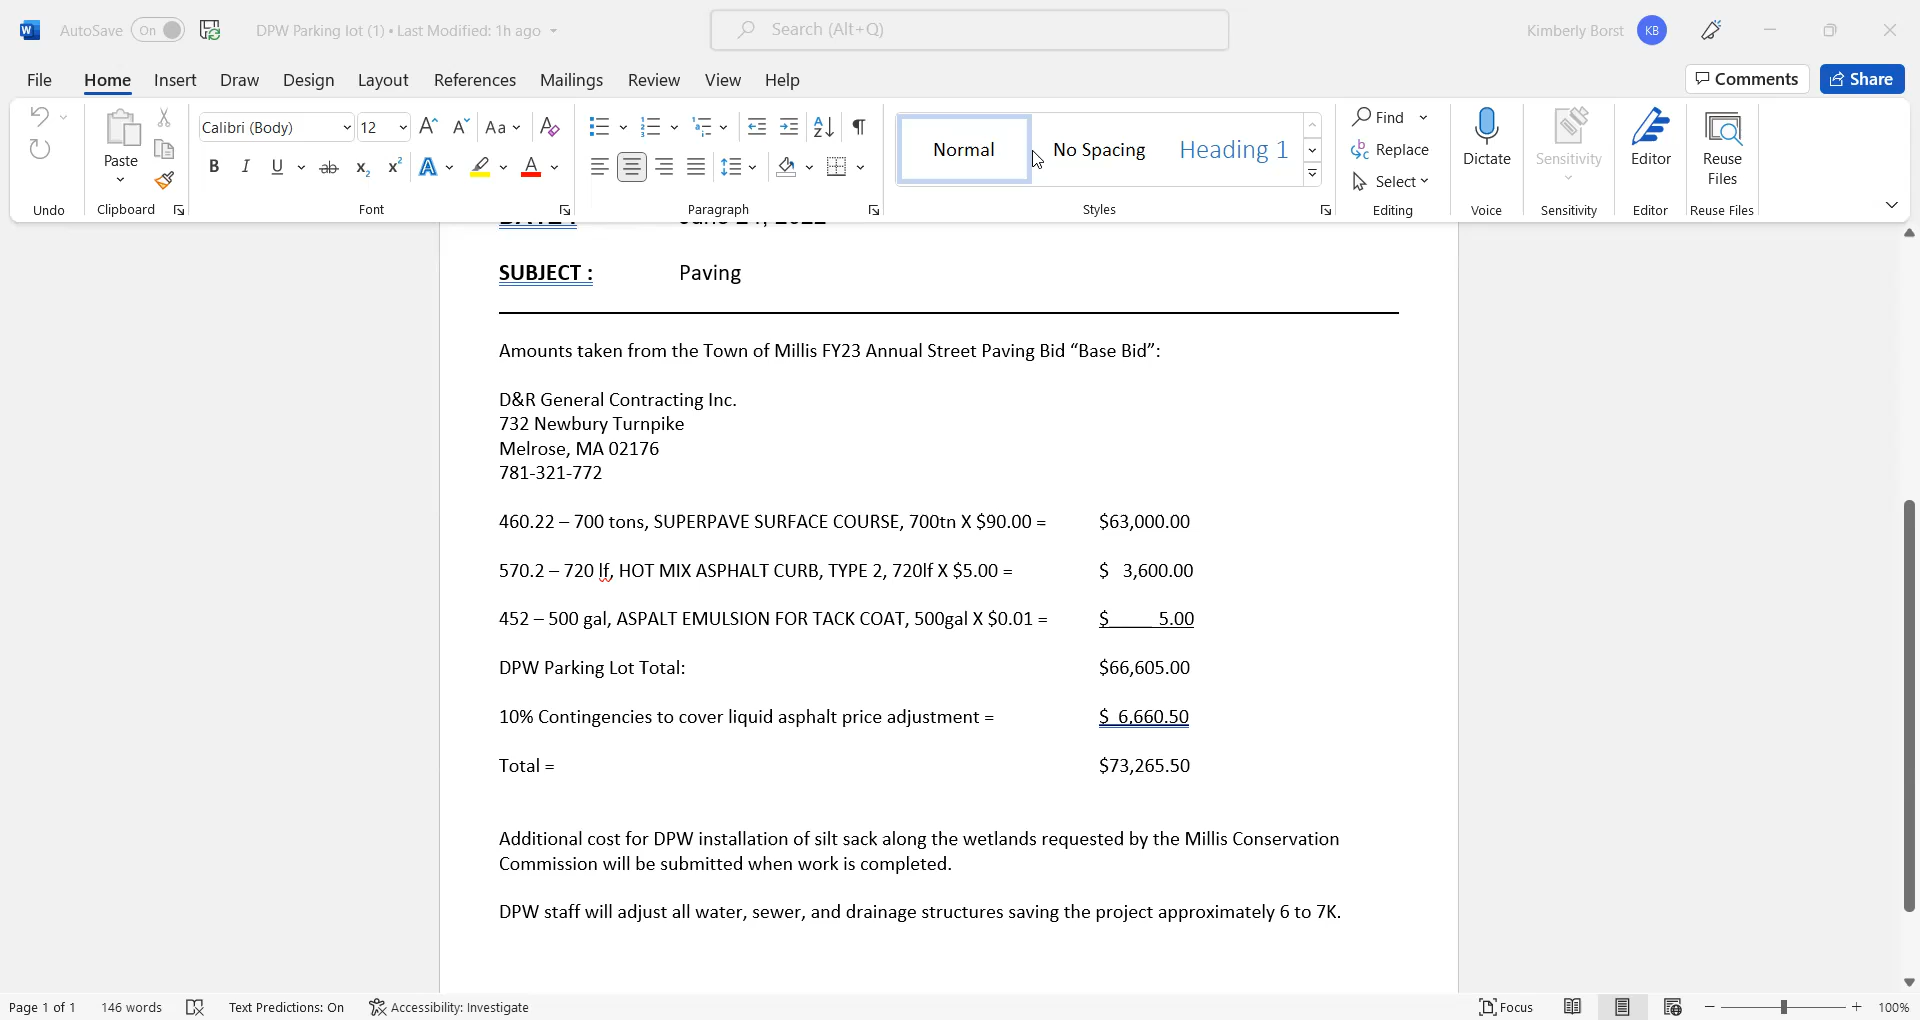 AutoSave On DPW Parking lot (1) • Last Modified: 1h ago Search (Alt+Q) Kimberly Borst KB
File Home Insert Draw Design Layout References Mailings Review View Help Comments Share
Calibri (Body) 12 Aa
Paste
Normal No Spacing Heading 1
Find
Replace
Select
Dictate Sensitivity Editor Reuse Files
Undo Clipboard Font Paragraph Styles Editing Voice Sensitivity Editor Reuse Files
SUBJECT : Paving
Amounts taken from the Town of Millis FY23 Annual Street Paving Bid “Base Bid”:
D&R General Contracting Inc.
732 Newbury Turnpike
Melrose, MA 02176
781-321-772
460.22 – 700 tons, SUPERPAVE SURFACE COURSE, 700tn X $90.00 = $63,000.00
570.2 – 720 lf, HOT MIX ASPHALT CURB, TYPE 2, 720lf X $5.00 = $ 3,600.00
452 – 500 gal, ASPALT EMULSION FOR TACK COAT, 500gal X $0.01 = $ 5.00
DPW Parking Lot Total: $66,605.00
10% Contingencies to cover liquid asphalt price adjustment = $ 6,660.50
Total = $73,265.50
Additional cost for DPW installation of silt sack along the wetlands requested by the Millis Conservation
Commission will be submitted when work is completed.
DPW staff will adjust all water, sewer, and drainage structures saving the project approximately 6 to 7K.
Page 1 of 1 146 words Text Predictions: On Accessibility: Investigate Focus 100%